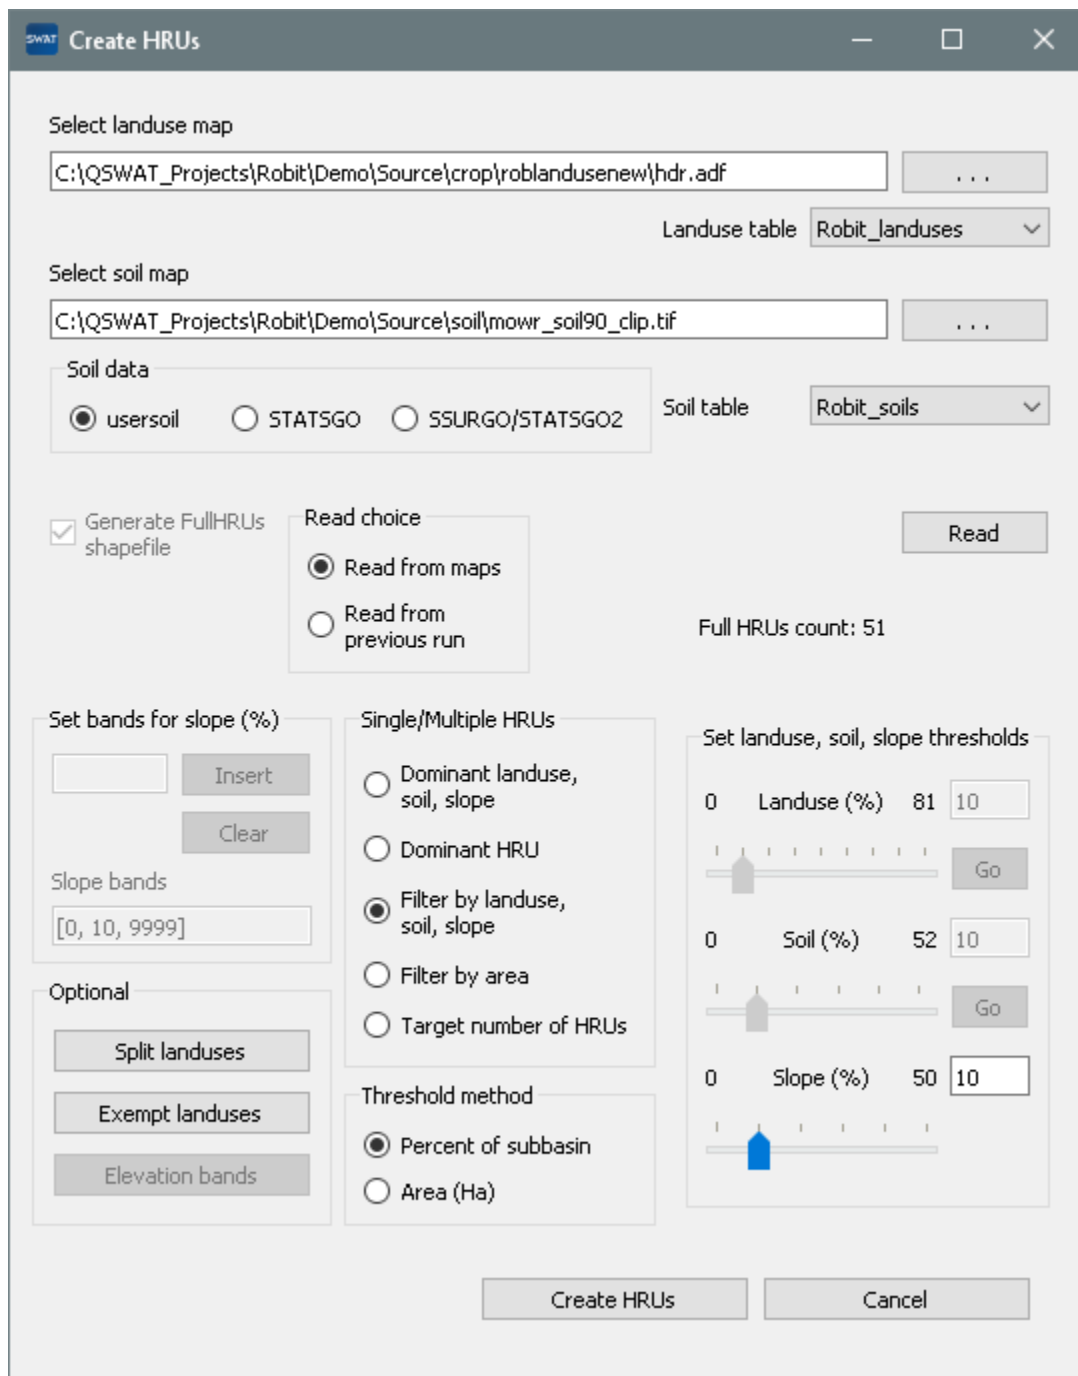 SWAT Create HRUs
Select landuse map
C:\QSWAT_Projects\Robit\Demo\Source\crop\roblandusenew\hdr.adf
...
Landuse table Robit_landuses
Select soil map
C:\QSWAT_Projects\Robit\Demo\Source\soil\mowr_soil90_clip.tif
...
Soil data
usersoil STATSGO SSURGO/STATSGO2
Soil table Robit_soils
Generate FullHRUs
shapefile
Read choice
Read from maps
Read from
previous run
Read
Full HRUs count: 51
Set bands for slope (%)
Insert
Clear
Slope bands
[0, 10, 9999]
Optional
Split landuses
Exempt landuses
Elevation bands
Single/Multiple HRUs
Dominant landuse,
soil, slope
Dominant HRU
Filter by landuse,
soil, slope
Filter by area
Target number of HRUs
Threshold method
Percent of subbasin
Area (Ha)
Set landuse, soil, slope thresholds
0 Landuse (%) 81 10
Go
0 Soil (%) 52 10
Go
0 Slope (%) 50 10
Create HRUs Cancel